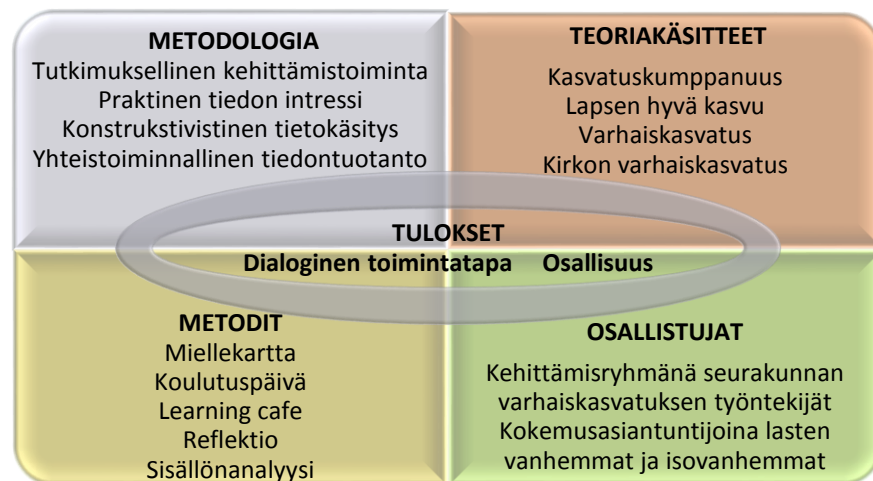 METODOLOGIA
Tutkimuksellinen kehittämistoiminta
Praktinen tiedon intressi
Konstrukstivistinen tietokäsitys
Yhteistoiminnallinen tiedontuotanto
TEORIAKÄSITTEET
Kasvatuskumppanuus
Lapsen hyvä kasvu
Varhaiskasvatus
Kirkon varhaiskasvatus
TULOKSET
Dialoginen toimintatapa Osallisuus
METODIT
Miellekartta
Koulutuspäivä
Learning cafe
Reflektio
Sisällönanalyysi
OSALLISTUJAT
Kehittämisryhmänä seurakunnan
varhaiskasvatuksen työntekijät
Kokemusasiantuntijoina lasten
vanhemmat ja isovanhemmat